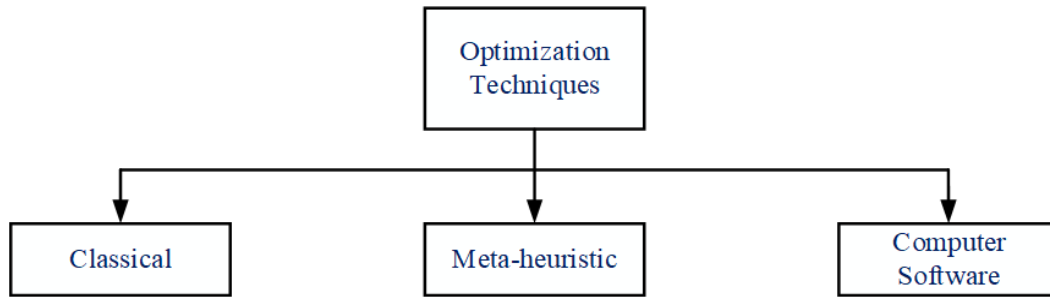 Optimization
Techniques
Classical
Meta-heuristic
Computer
Software